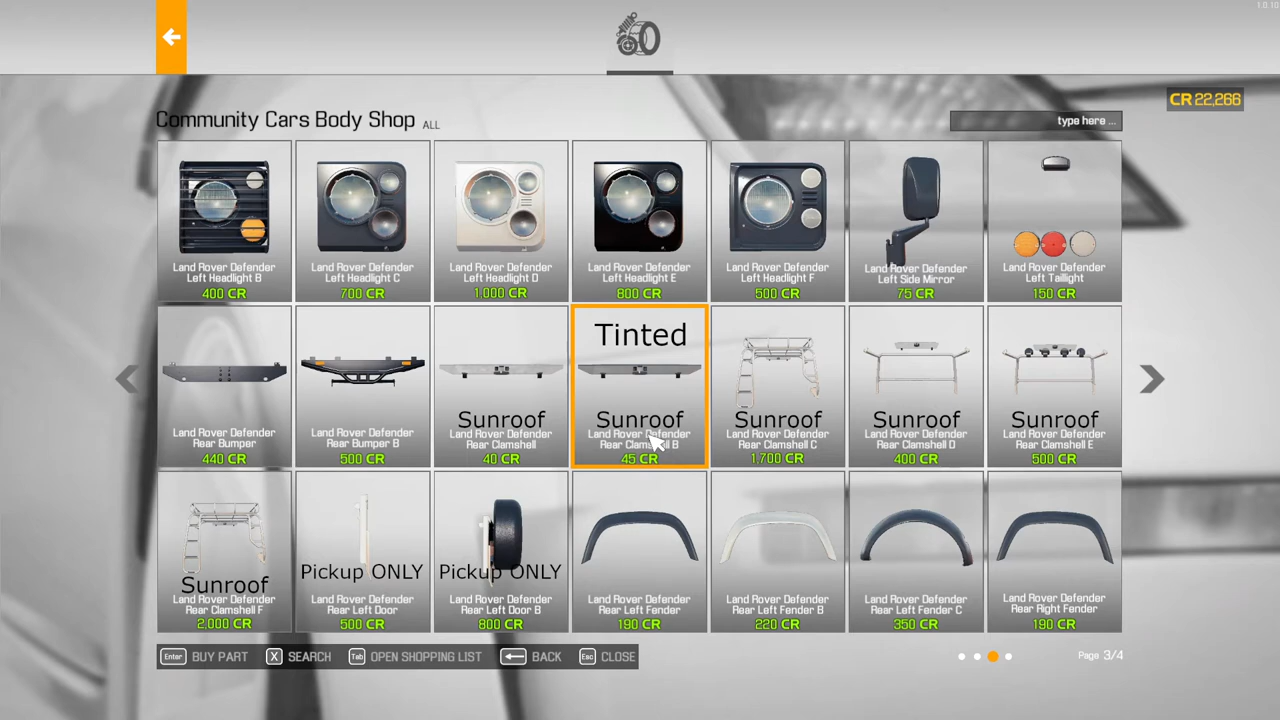 1.0.10
CR 22,266
Community Cars Body Shop ALL
type here ...
Land Rover Defender
Left Headlight B
400 CR
Land Rover Defender
Left Headlight C
700 CR
Land Rover Defender
Left Headlight D
1,000 CR
Land Rover Defender
Left Headlight E
800 CR
Land Rover Defender
Left Headlight F
500 CR
Land Rover Defender
Left Side Mirror
75 CR
Land Rover Defender
Left Taillight
150 CR
Land Rover Defender
Rear Bumper
440 CR
Land Rover Defender
Rear Bumper B
500 CR
Sunroof
Land Rover Defender
Rear Clamshell
40 CR
Tinted
Sunroof
Land Rover Defender
Rear Clamshell B
45 CR
Sunroof
Land Rover Defender
Rear Clamshell C
1,700 CR
Sunroof
Land Rover Defender
Rear Clamshell D
400 CR
Sunroof
Land Rover Defender
Rear Clamshell E
500 CR
Sunroof
Land Rover Defender
Rear Clamshell F
2,000 CR
Pickup ONLY
Land Rover Defender
Rear Left Door
500 CR
Pickup ONLY
Land Rover Defender
Rear Left Door B
800 CR
Land Rover Defender
Rear Left Fender
190 CR
Land Rover Defender
Rear Left Fender B
220 CR
Land Rover Defender
Rear Left Fender C
350 CR
Land Rover Defender
Rear Right Fender
190 CR
Enter BUY PART X SEARCH Tab OPEN SHOPPING LIST BACK Esc CLOSE
Page 3/4